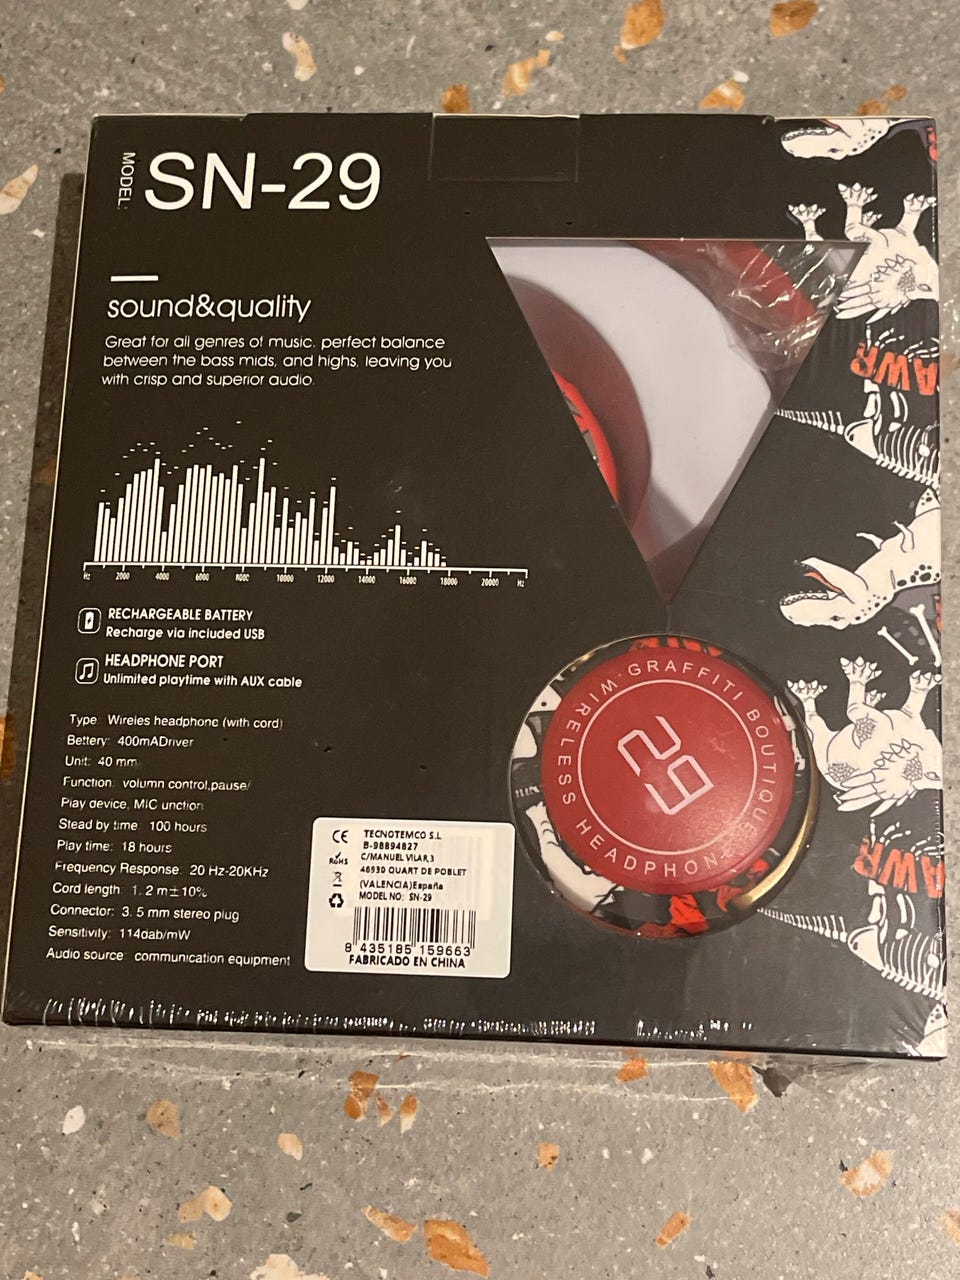 MODEL:
SN-29
sound&quality
Great for all genres of music. perfect balance
between the bass mids, and highs, leaving you
with crisp and superior audio.
Hz 2000 4000 6000 8000 10000 12000 14000 16000 18000 20000 Hz
RECHARGEABLE BATTERY
Recharge via included USB
HEADPHONE PORT
Unlimited playtime with AUX cable
Type: Wireles headphonc (with cord)
Bettery: 400mADriver
Unit: 40 mm
Function: volumn control,pause/
Play device, MIC unction
Stead by time: 100 hours
Play time: 18 hours
Frequency Response: 20 Hz-20KHz
Cord length: 1. 2 m±10%
Connector: 3. 5 mm stereo plug
Sensitivity: 114dab/mW
Audio source: communication equipment
CE
RoHS
TECNOTEMCO S.L
B-98894827
C/MANUEL VILAR,3
46930 QUART DE POBLET
(VALENCIA)España
MODEL NO: SN-29
8 435185 159663
FABRICADO EN CHINA
GRAFFITI BOUTIQUE
WIRELESS HEADPHONE
29
AWR
AWR